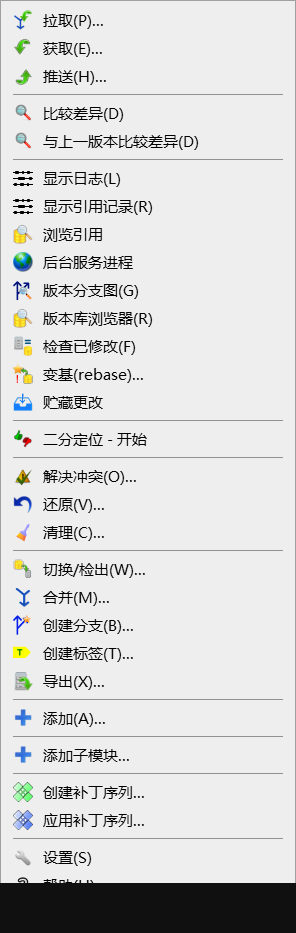 拉取(P)...
获取(E)...
推送(H)...
比较差异(D)
与上一版本比较差异(D)
显示日志(L)
显示引用记录(R)
浏览引用
后台服务进程
版本分支图(G)
版本库浏览器(R)
检查已修改(F)
变基(rebase)...
贮藏更改
二分定位 - 开始
解决冲突(O)...
还原(V)...
清理(C)...
切换/检出(W)...
合并(M)...
创建分支(B)...
创建标签(T)...
导出(X)...
添加(A)...
添加子模块...
创建补丁序列...
应用补丁序列...
设置(S)